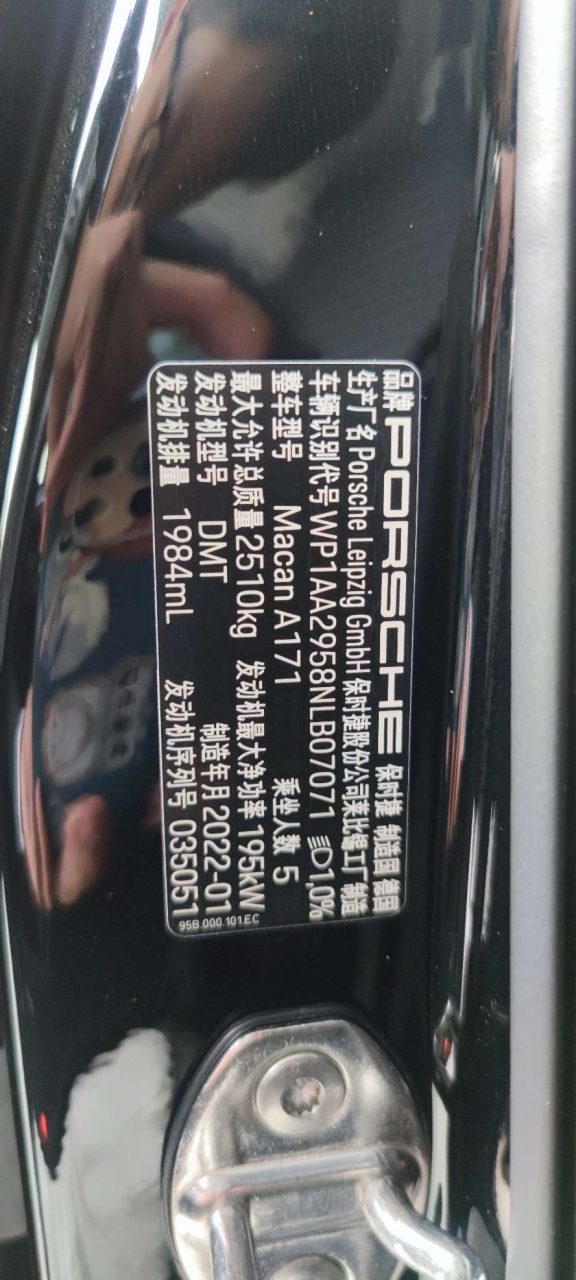 品牌 PORSCHE 保时捷 制造国 德国
生产厂名 Porsche Leipzig GmbH 保时捷股份公司莱比锡工厂 制造
车辆识别代号 WP1AA2958NLB07071 1,0%
整车型号 Macan A171 乘坐人数 5
最大允许总质量 2510kg 发动机最大净功率 195kW
发动机型号 DMT 制造年月 2022-01
发动机排量 1984mL 发动机序列号 035051
95B.000.101.EC